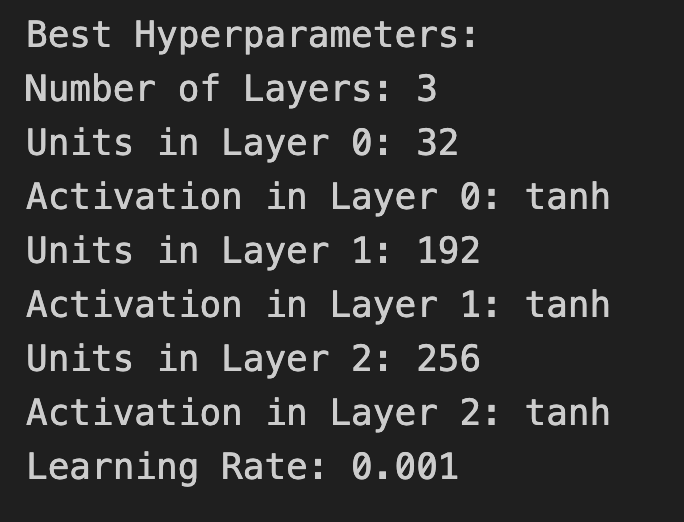 Best Hyperparameters:
Number of Layers: 3
Units in Layer 0: 32
Activation in Layer 0: tanh
Units in Layer 1: 192
Activation in Layer 1: tanh
Units in Layer 2: 256
Activation in Layer 2: tanh
Learning Rate: 0.001